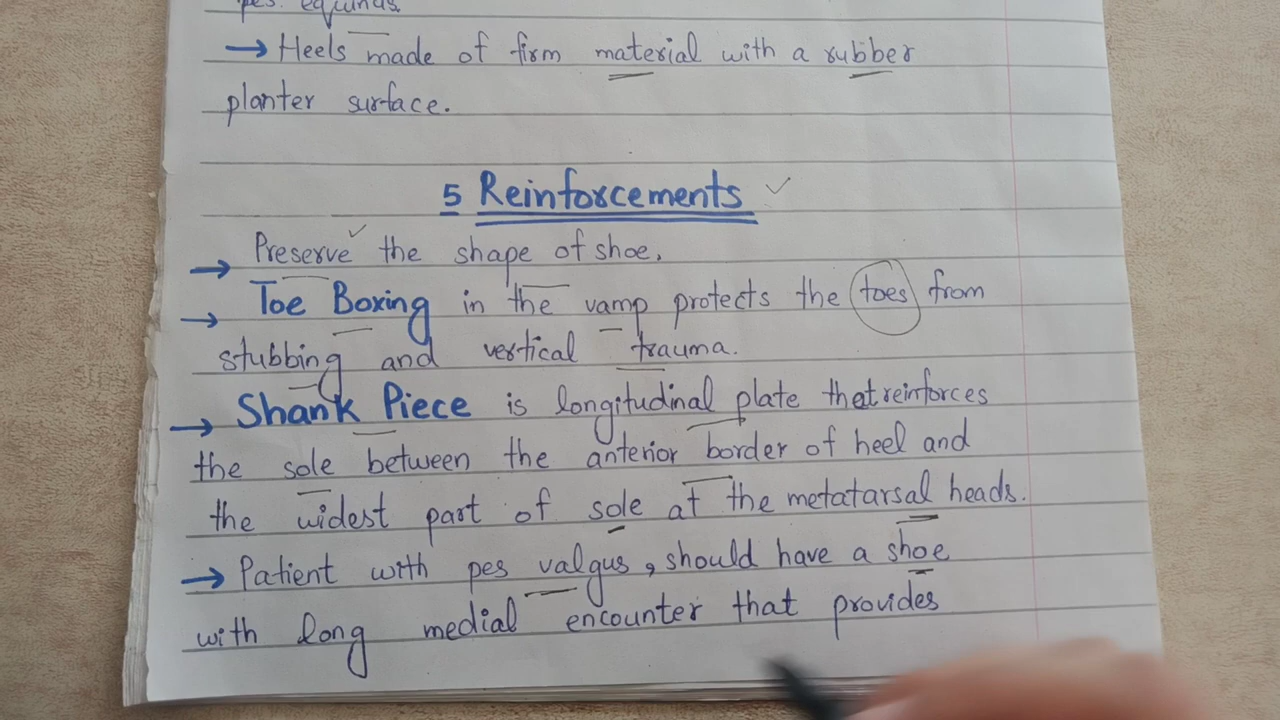 pes. equinus.
→ Heels made of firm material with a rubber
planter surface.
5 Reinforcements ✓
→ Preserve the shape of shoe.
→ Toe Boxing in the vamp protects the toes from
stubbing and vertical trauma.
→ Shank Piece is longitudinal plate that reinforces
the sole between the anterior border of heel and
the widest part of sole at the metatarsal heads.
→ Patient with pes valgus, should have a shoe
with long medial encounter that provides